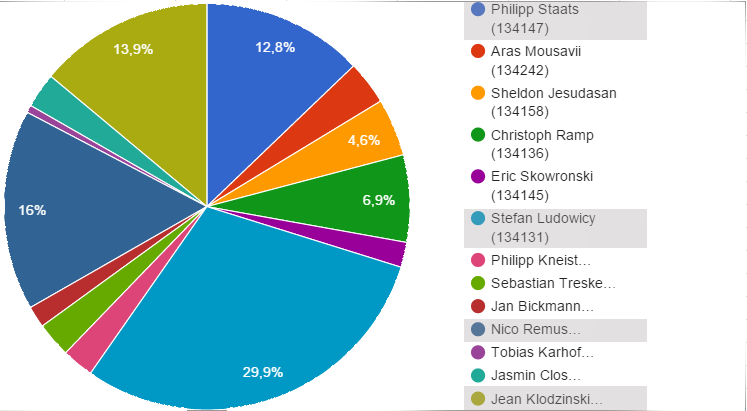 13,9%
12,8%
4,6%
6,9%
16%
29,9%
Philipp Staats
(134147)
Aras Mousavii
(134242)
Sheldon Jesudasan
(134158)
Christoph Ramp
(134136)
Eric Skowronski
(134145)
Stefan Ludowicy
(134131)
Philipp Kneist…
Sebastian Treske…
Jan Bickmann…
Nico Remus…
Tobias Karhof…
Jasmin Clos…
Jean Klodzinski…